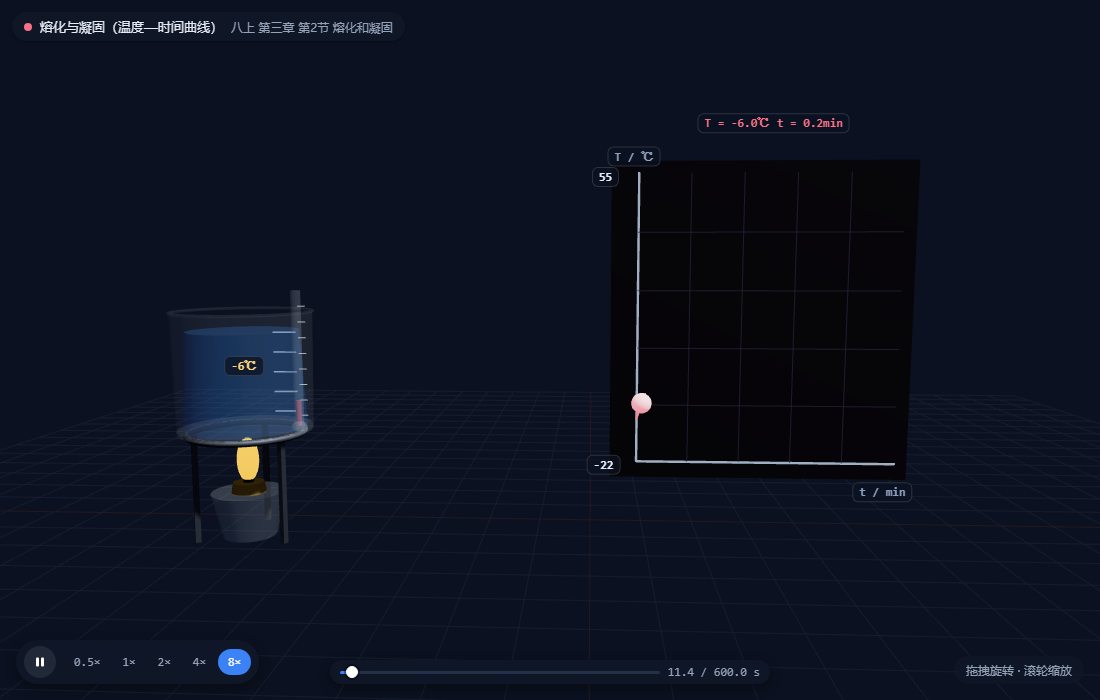 熔化与凝固（温度—时间曲线） 八上 第三章 第2节 熔化和凝固
T = -6.0℃ t = 0.2min
T / ℃
55
-6℃
-22
t / min
0.5× 1× 2× 4× 8×
11.4 / 600.0 s
拖拽旋转 · 滚轮缩放